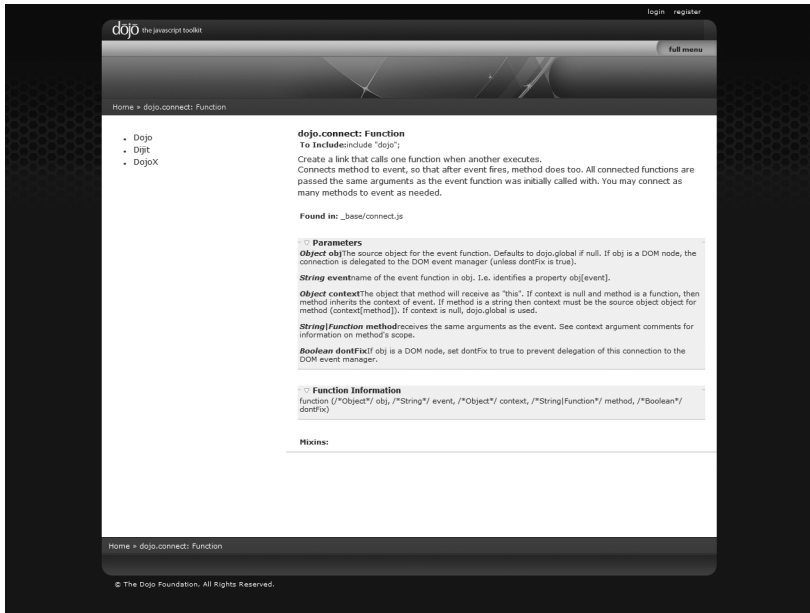 login register
dōjō the javascript toolkit
full menu
Home » dojo.connect: Function
Dojo
Dijit
DojoX
dojo.connect: Function
To Include:include "dojo";
Create a link that calls one function when another executes.
Connects method to event, so that after event fires, method does too. All connected functions are
passed the same arguments as the event function was initially called with. You may connect as
many methods to event as needed.
Found in: _base/connect.js
Parameters
Object objThe source object for the event function. Defaults to dojo.global if null. If obj is a DOM node, the
connection is delegated to the DOM event manager (unless dontFix is true).
String eventname of the event function in obj. I.e. identifies a property obj[event].
Object contextThe object that method will receive as "this". If context is null and method is a function, then
method inherits the context of event. If method is a string then context must be the source object object for
method (context[method]). If context is null, dojo.global is used.
String|Function methodreceives the same arguments as the event. See context argument comments for
information on method's scope.
Boolean dontFixIf obj is a DOM node, set dontFix to true to prevent delegation of this connection to the
DOM event manager.
Function Information
function (/*Object*/ obj, /*String*/ event, /*Object*/ context, /*String|Function*/ method, /*Boolean*/
dontFix)
Mixins:
Home » dojo.connect: Function
© The Dojo Foundation, All Rights Reserved.